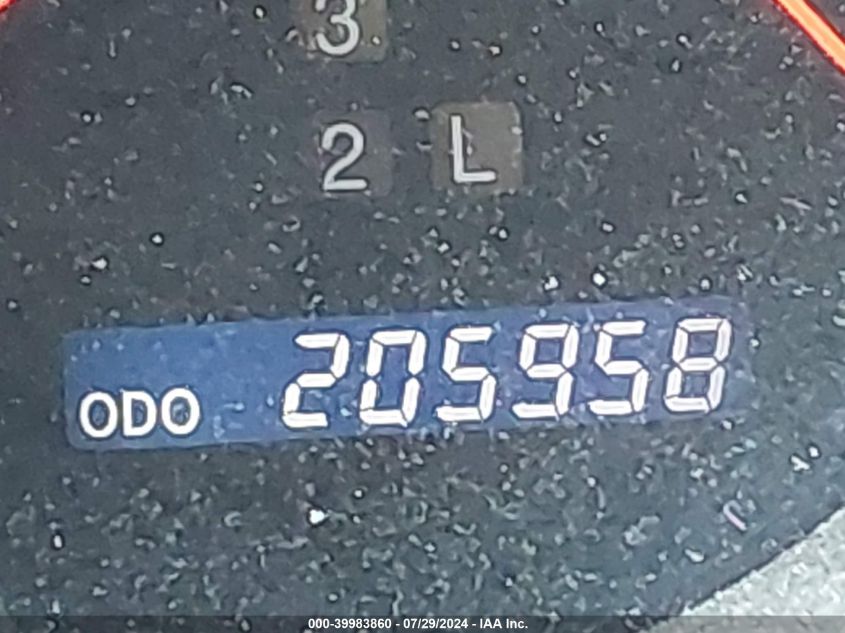 3
2 L
ODO 205958
000-39983860 - 07/29/2024 - IAA Inc.